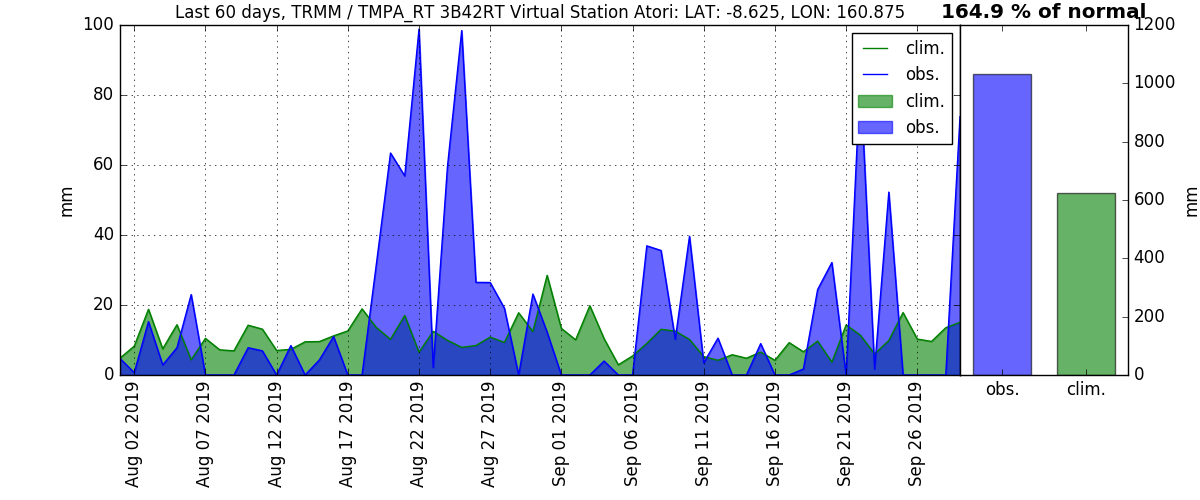 Last 60 days, TRMM / TMPA_RT 3B42RT Virtual Station Atori: LAT: -8.625, LON: 160.875
164.9 % of normal
100
80
60
40
20
0
mm
clim.
obs.
clim.
obs.
1200
1000
800
600
400
200
0
mm
Aug 02 2019
Aug 07 2019
Aug 12 2019
Aug 17 2019
Aug 22 2019
Aug 27 2019
Sep 01 2019
Sep 06 2019
Sep 11 2019
Sep 16 2019
Sep 21 2019
Sep 26 2019
obs.
clim.